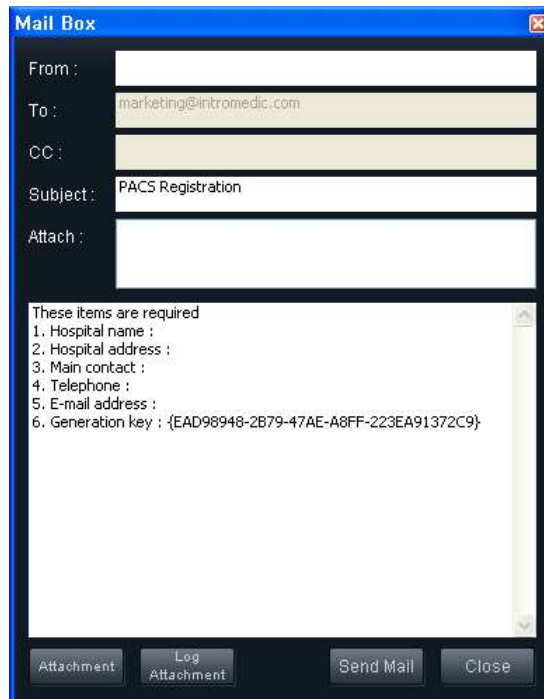 Mail Box
From :
To : marketing@intromedic.com
CC :
Subject : PACS Registration
Attach :
These items are required
1. Hospital name :
2. Hospital address :
3. Main contact :
4. Telephone :
5. E-mail address :
6. Generation key : {EAD98948-2B79-47AE-A8FF-223EA91372C9}
Attachment
Log
Attachment
Send Mail
Close